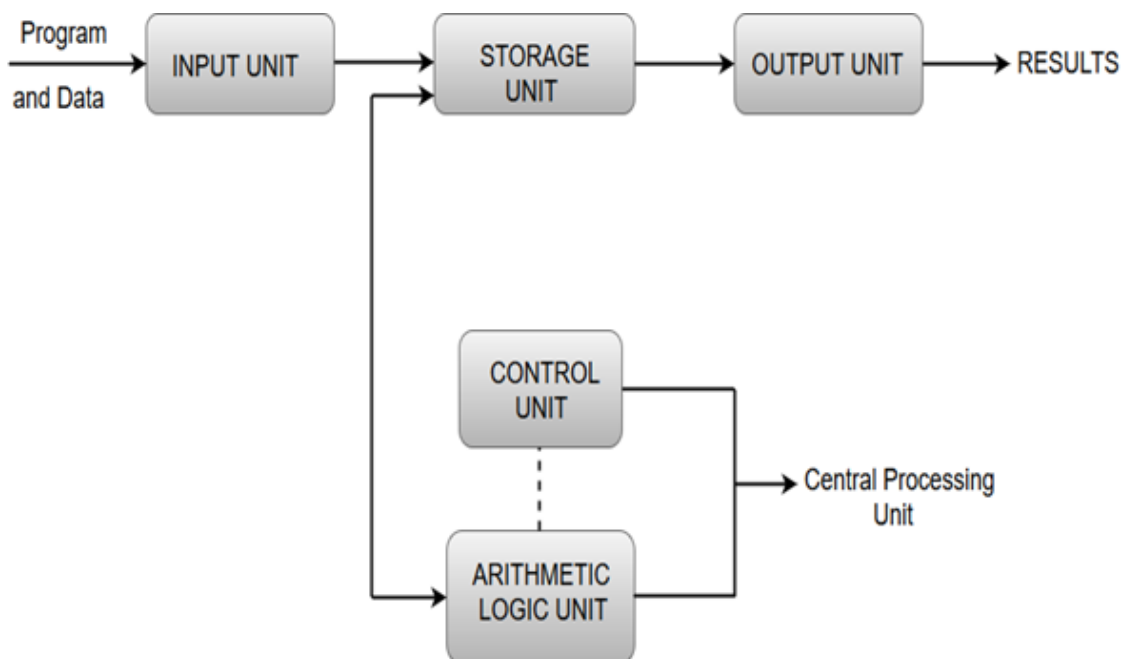 Program
and Data
INPUT UNIT
STORAGE
UNIT
OUTPUT UNIT
RESULTS
CONTROL
UNIT
Central Processing
Unit
ARITHMETIC
LOGIC UNIT